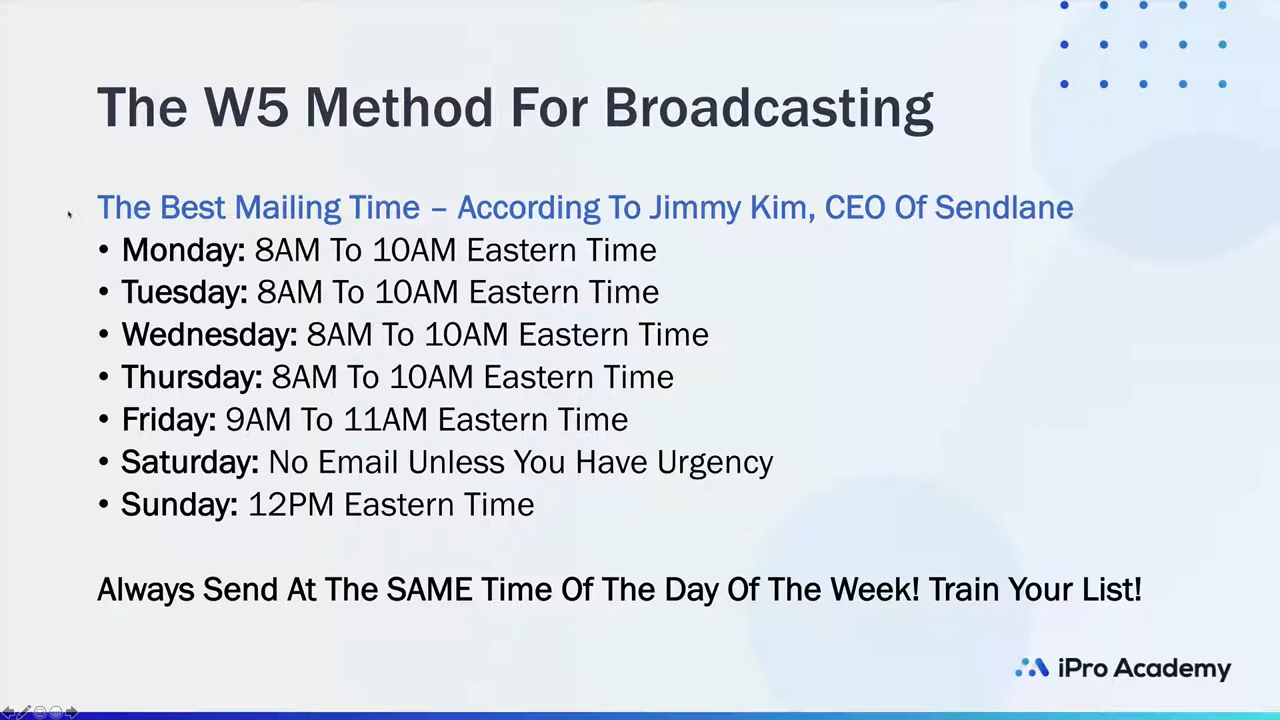 The W5 Method For Broadcasting
The Best Mailing Time – According To Jimmy Kim, CEO Of Sendlane
• Monday: 8AM To 10AM Eastern Time
• Tuesday: 8AM To 10AM Eastern Time
• Wednesday: 8AM To 10AM Eastern Time
• Thursday: 8AM To 10AM Eastern Time
• Friday: 9AM To 11AM Eastern Time
• Saturday: No Email Unless You Have Urgency
• Sunday: 12PM Eastern Time
Always Send At The SAME Time Of The Day Of The Week! Train Your List!
iPro Academy